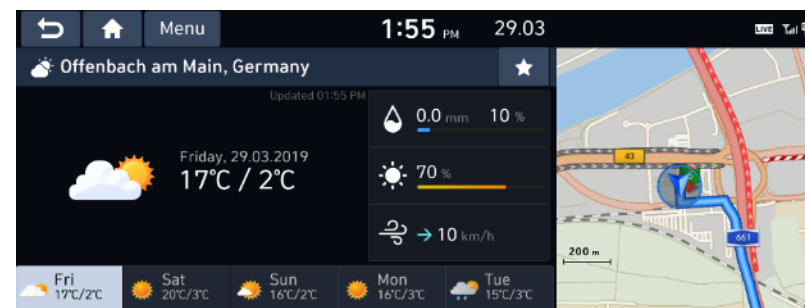 Menu
1:55 PM
29.03
LIVE
Offenbach am Main, Germany
Updated 01:55 PM
0.0 mm 10 %
Friday, 29.03.2019
17°C / 2°C
70 %
10 km/h
43
661
200 m
Fri
17°C/2°C
Sat
20°C/3°C
Sun
16°C/2°C
Mon
16°C/3°C
Tue
15°C/3°C